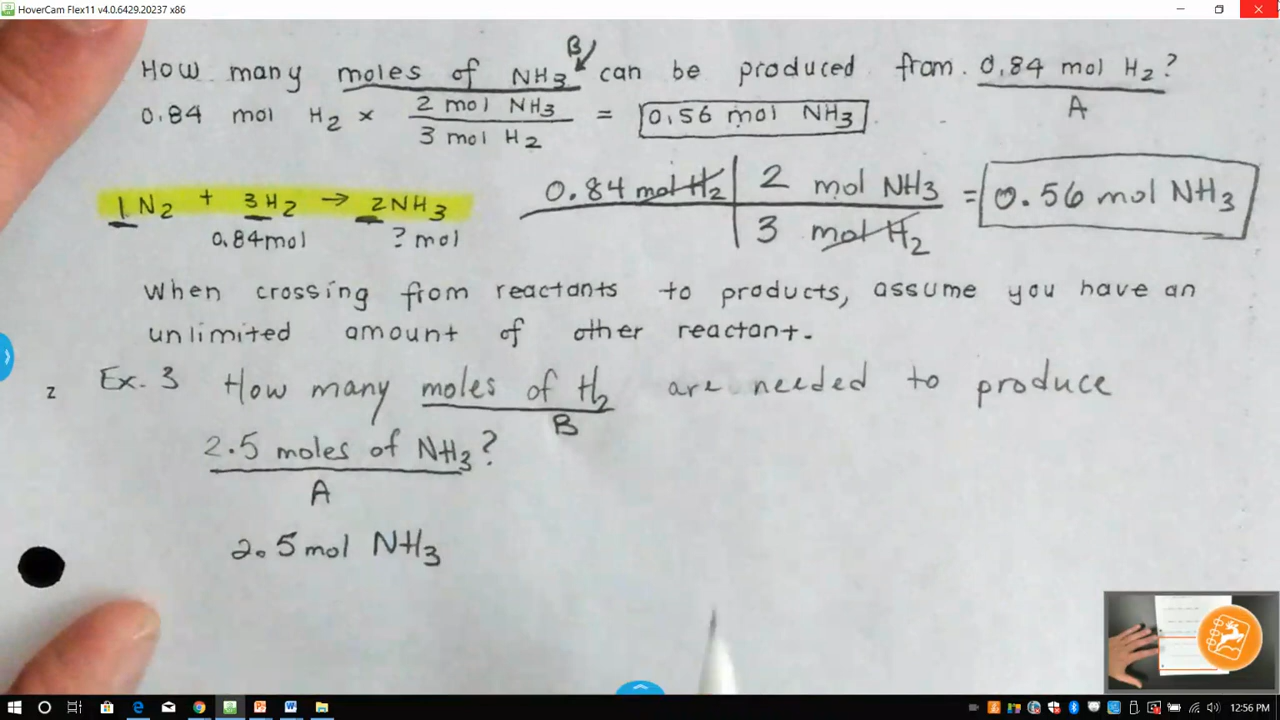 HoverCam Flex11 v4.0.6429.20237 x86
B
How many moles of NH3 can be produced from 0.84 mol H2?
A
0.84 mol H2 × 2 mol NH3 / 3 mol H2 = 0.56 mol NH3
0.84 mol H2 | 2 mol NH3 / 3 mol H2 = 0.56 mol NH3
1N2 + 3H2 → 2NH3
0.84mol ? mol
When crossing from reactants to products, assume you have an
unlimited amount of other reactant.
2 Ex. 3 How many moles of H2 are needed to produce
B
2.5 moles of NH3?
A
2.5 mol NH3
12:56 PM